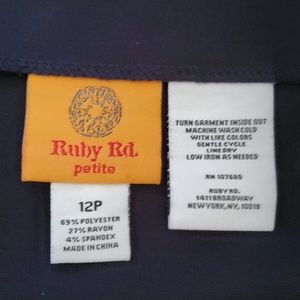 Ruby Rd.
petite
12P
69% POLYESTER
27% RAYON
4% SPANDEX
MADE IN CHINA
TURN GARMENT INSIDE OUT
MACHINE WASH COLD
WITH LIKE COLORS
GENTLE CYCLE
LINE DRY
LOW IRON AS NEEDED
RN 107680
RUBY RD.
1411 BROADWAY
NEW YORK, NY, 10018